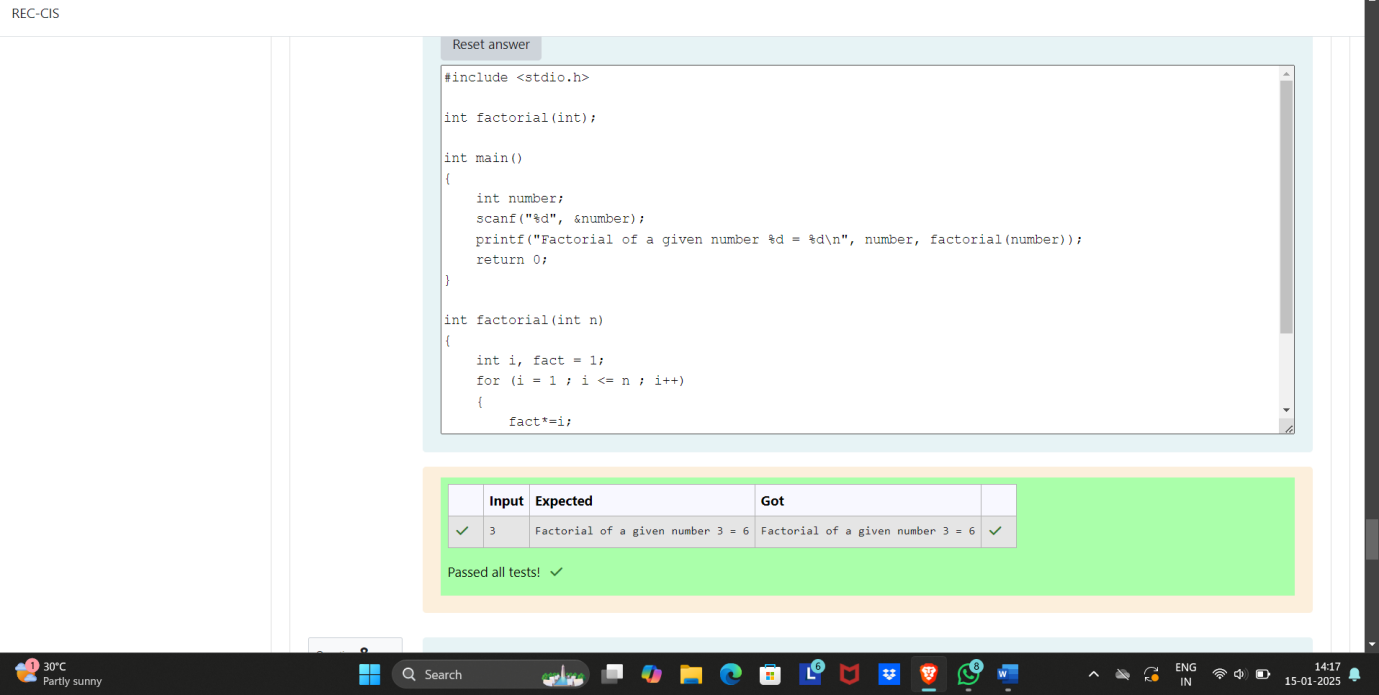 REC-CIS
Reset answer
#include <stdio.h>
int factorial(int);
int main()
{
int number;
scanf("%d", &number);
printf("Factorial of a given number %d = %d\n", number, factorial(number));
return 0;
}
int factorial(int n)
{
int i, fact = 1;
for (i = 1 ; i <= n ; i++)
{
fact*=i;
Input Expected Got
3 Factorial of a given number 3 = 6 Factorial of a given number 3 = 6
Passed all tests!
1
30°C
Partly sunny
Search
L
6
8
W
ENG
IN
14:17
15-01-2025